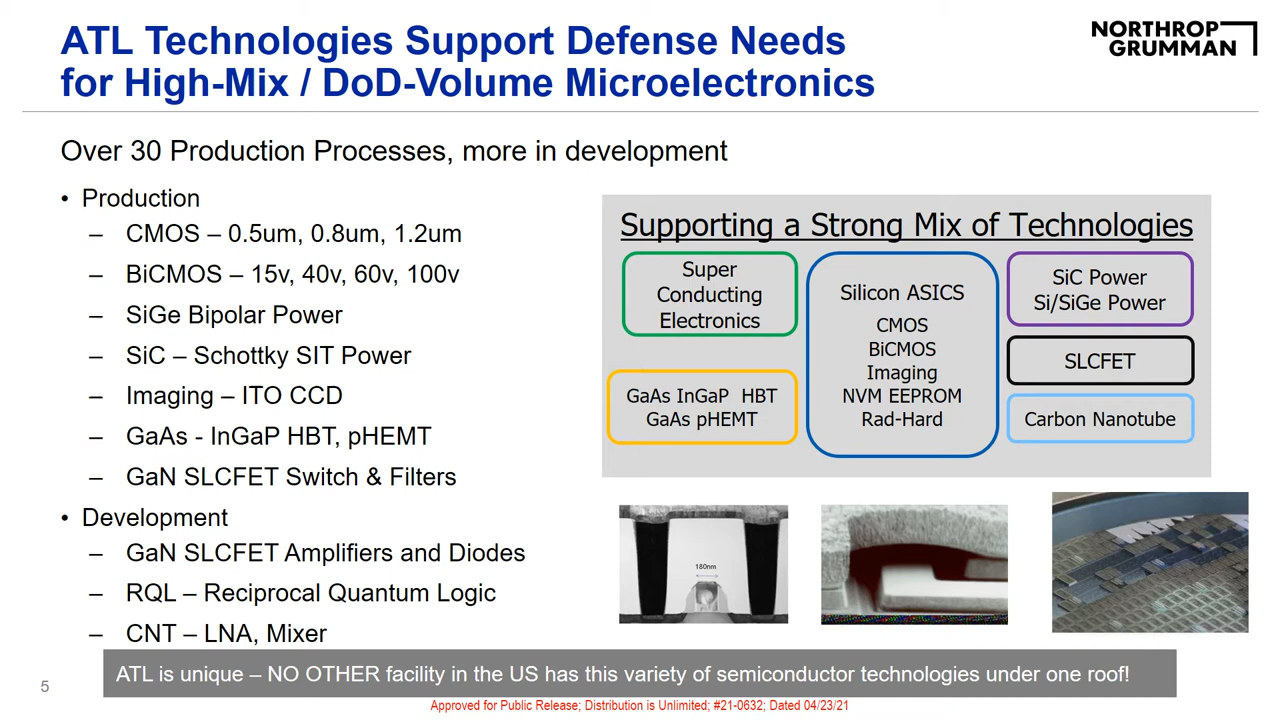 ATL Technologies Support Defense Needs
for High-Mix / DoD-Volume Microelectronics
NORTHROP
GRUMMAN
Over 30 Production Processes, more in development
• Production
– CMOS – 0.5um, 0.8um, 1.2um
– BiCMOS – 15v, 40v, 60v, 100v
– SiGe Bipolar Power
– SiC – Schottky SIT Power
– Imaging – ITO CCD
– GaAs - InGaP HBT, pHEMT
– GaN SLCFET Switch & Filters
• Development
– GaN SLCFET Amplifiers and Diodes
– RQL – Reciprocal Quantum Logic
– CNT – LNA, Mixer
Supporting a Strong Mix of Technologies
Super
Conducting
Electronics
GaAs InGaP HBT
GaAs pHEMT
Silicon ASICS
CMOS
BiCMOS
Imaging
NVM EEPROM
Rad-Hard
SiC Power
Si/SiGe Power
SLCFET
Carbon Nanotube
180nm
ATL is unique – NO OTHER facility in the US has this variety of semiconductor technologies under one roof!
5
Approved for Public Release; Distribution is Unlimited; #21-0632; Dated 04/23/21